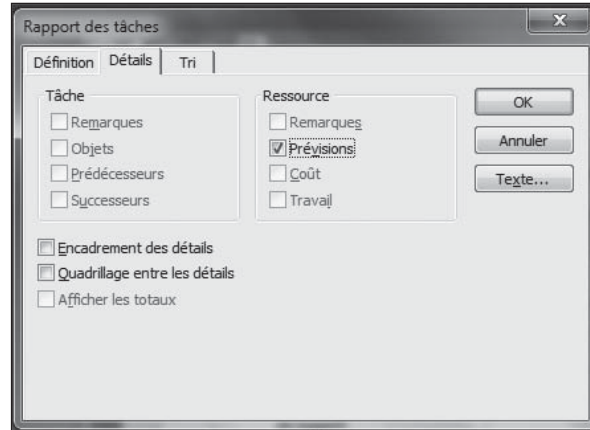 Rapport des tâches
Définition
Détails
Tri
Tâche
Remarques
Objets
Prédécesseurs
Successeurs
Ressource
Remarques
Prévisions
Coût
Travail
OK
Annuler
Texte...
Encadrement des détails
Quadrillage entre les détails
Afficher les totaux